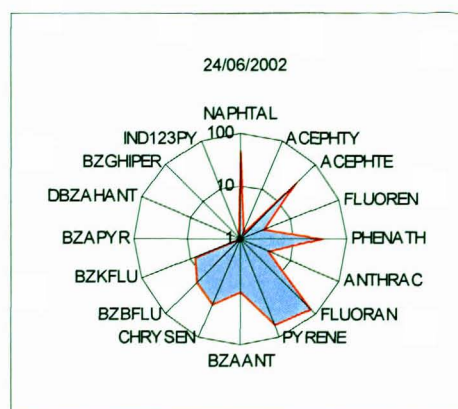 24/06/2002
NAPHTAL
IND123PY
100
ACEPHTY
BZGHIPER
ACEPHTE
DBZAHANT
10
FLUOREN
BZAPYR
1
PHENATH
BZKFLU
ANTHRAC
BZBFLU
FLUORAN
CHRYSEN
PYRENE
BZAANT